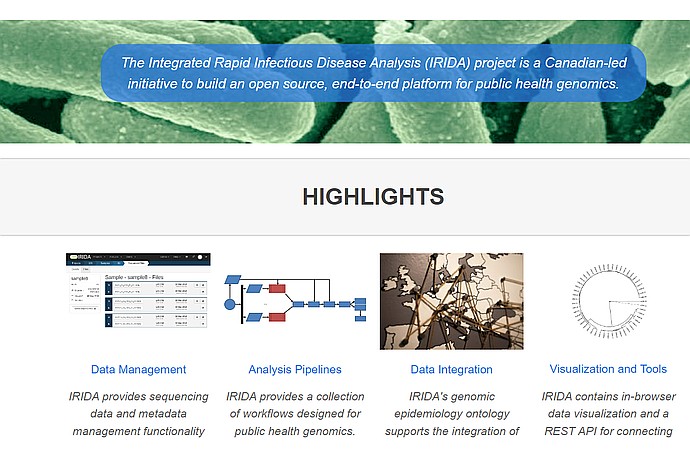 The Integrated Rapid Infectious Disease Analysis (IRIDA) project is a Canadian-led
initiative to build an open source, end-to-end platform for public health genomics.
HIGHLIGHTS
IRIDA
Sample - sample8 - Files
Data Management
IRIDA provides sequencing
data and metadata
management functionality
Analysis Pipelines
IRIDA provides a collection
of workflows designed for
public health genomics.
Data Integration
IRIDA's genomic
epidemiology ontology
supports the integration of
Visualization and Tools
IRIDA contains in-browser
data visualization and a
REST API for connecting